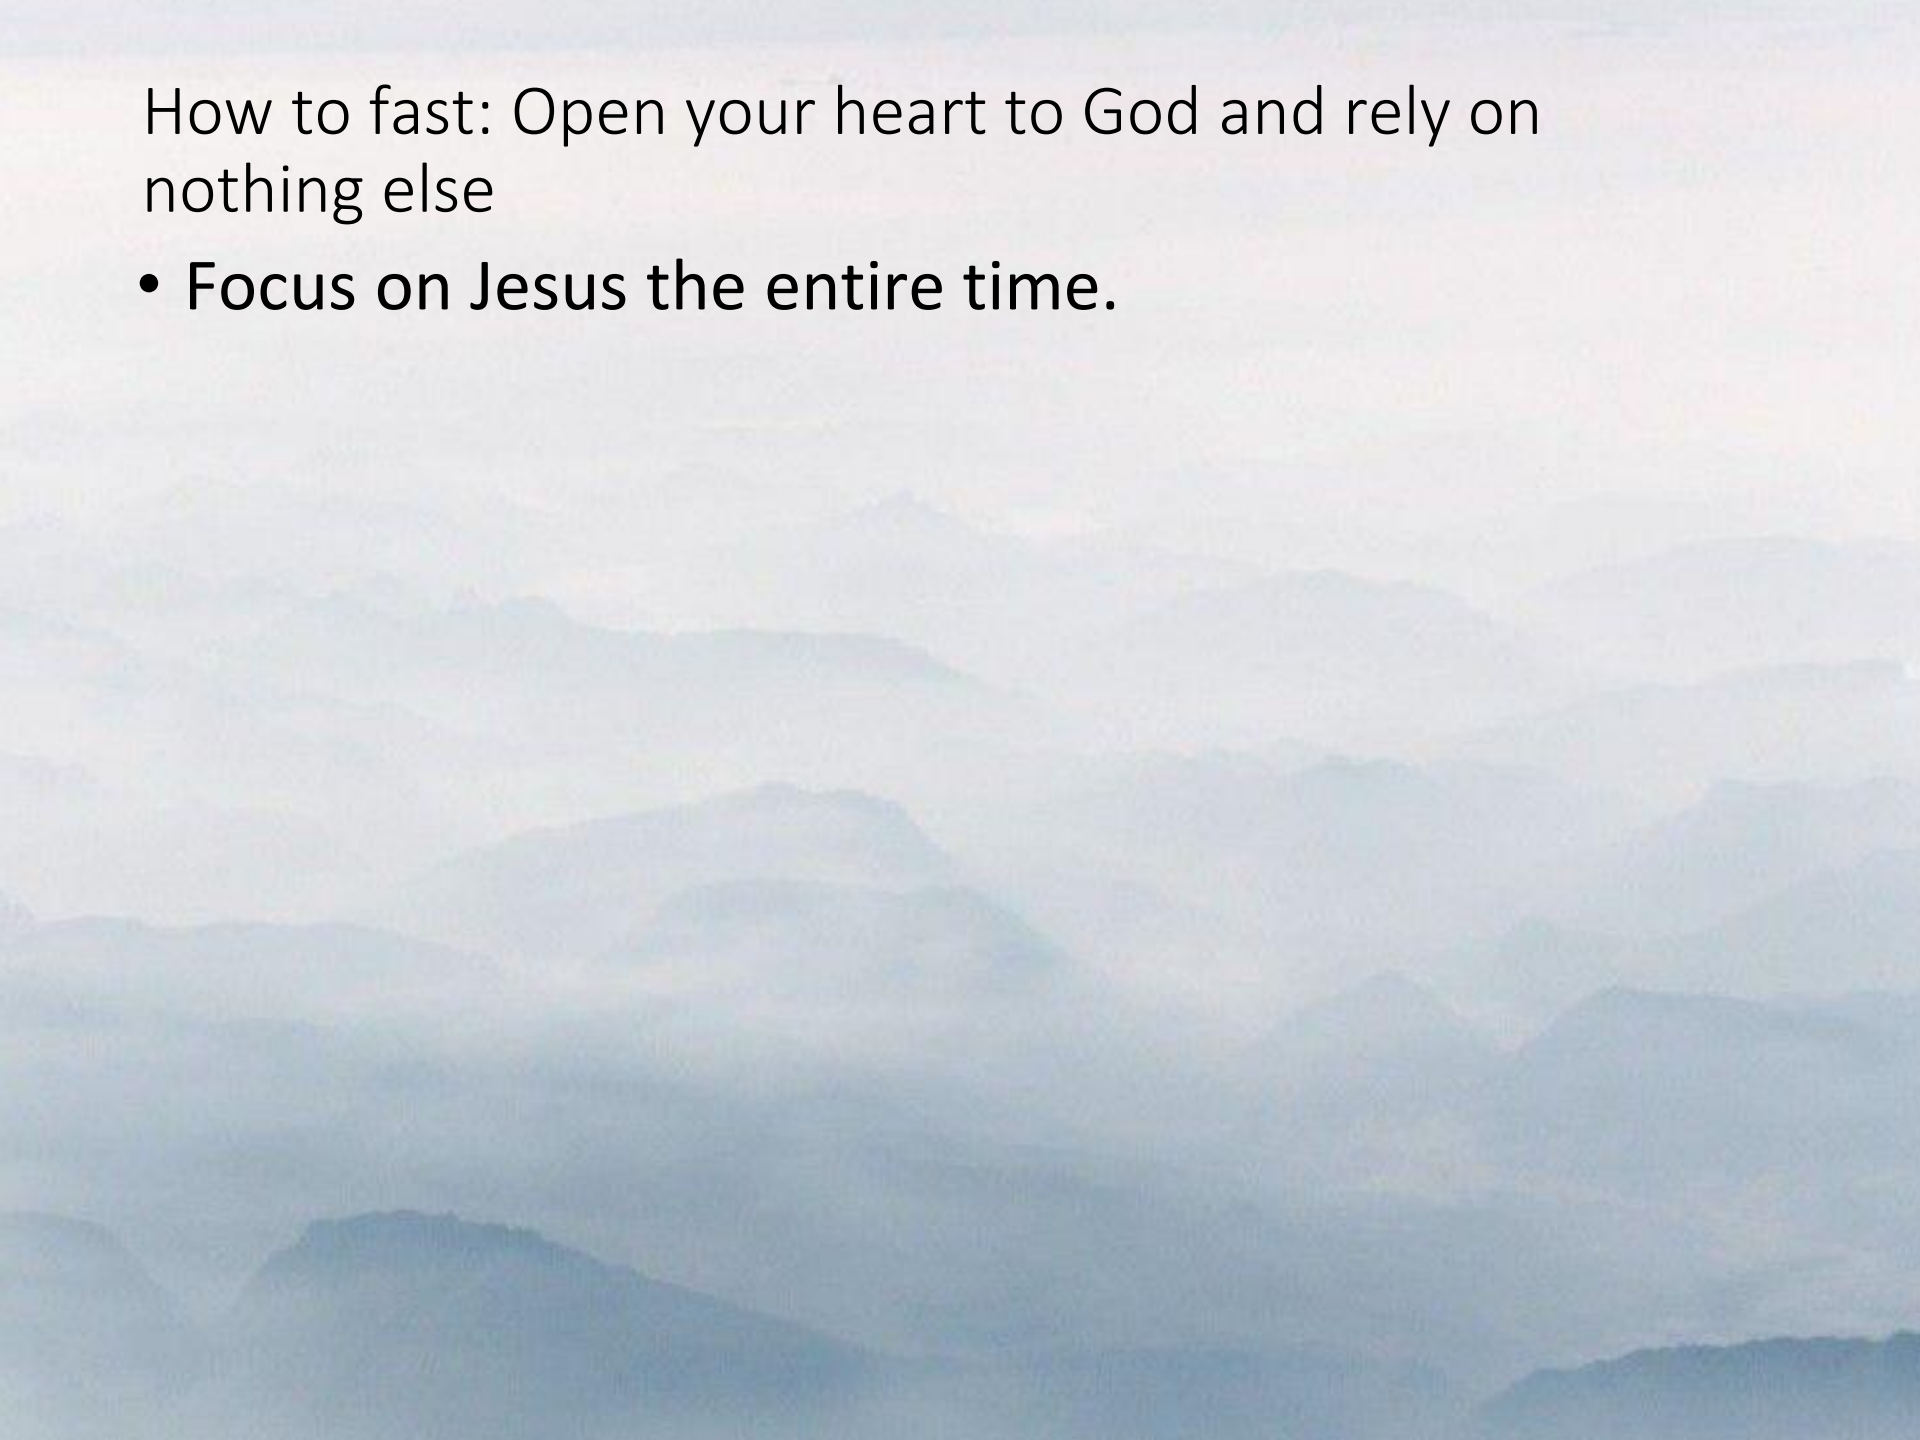 How to fast: Open your heart to God and rely on
nothing else
• Focus on Jesus the entire time.